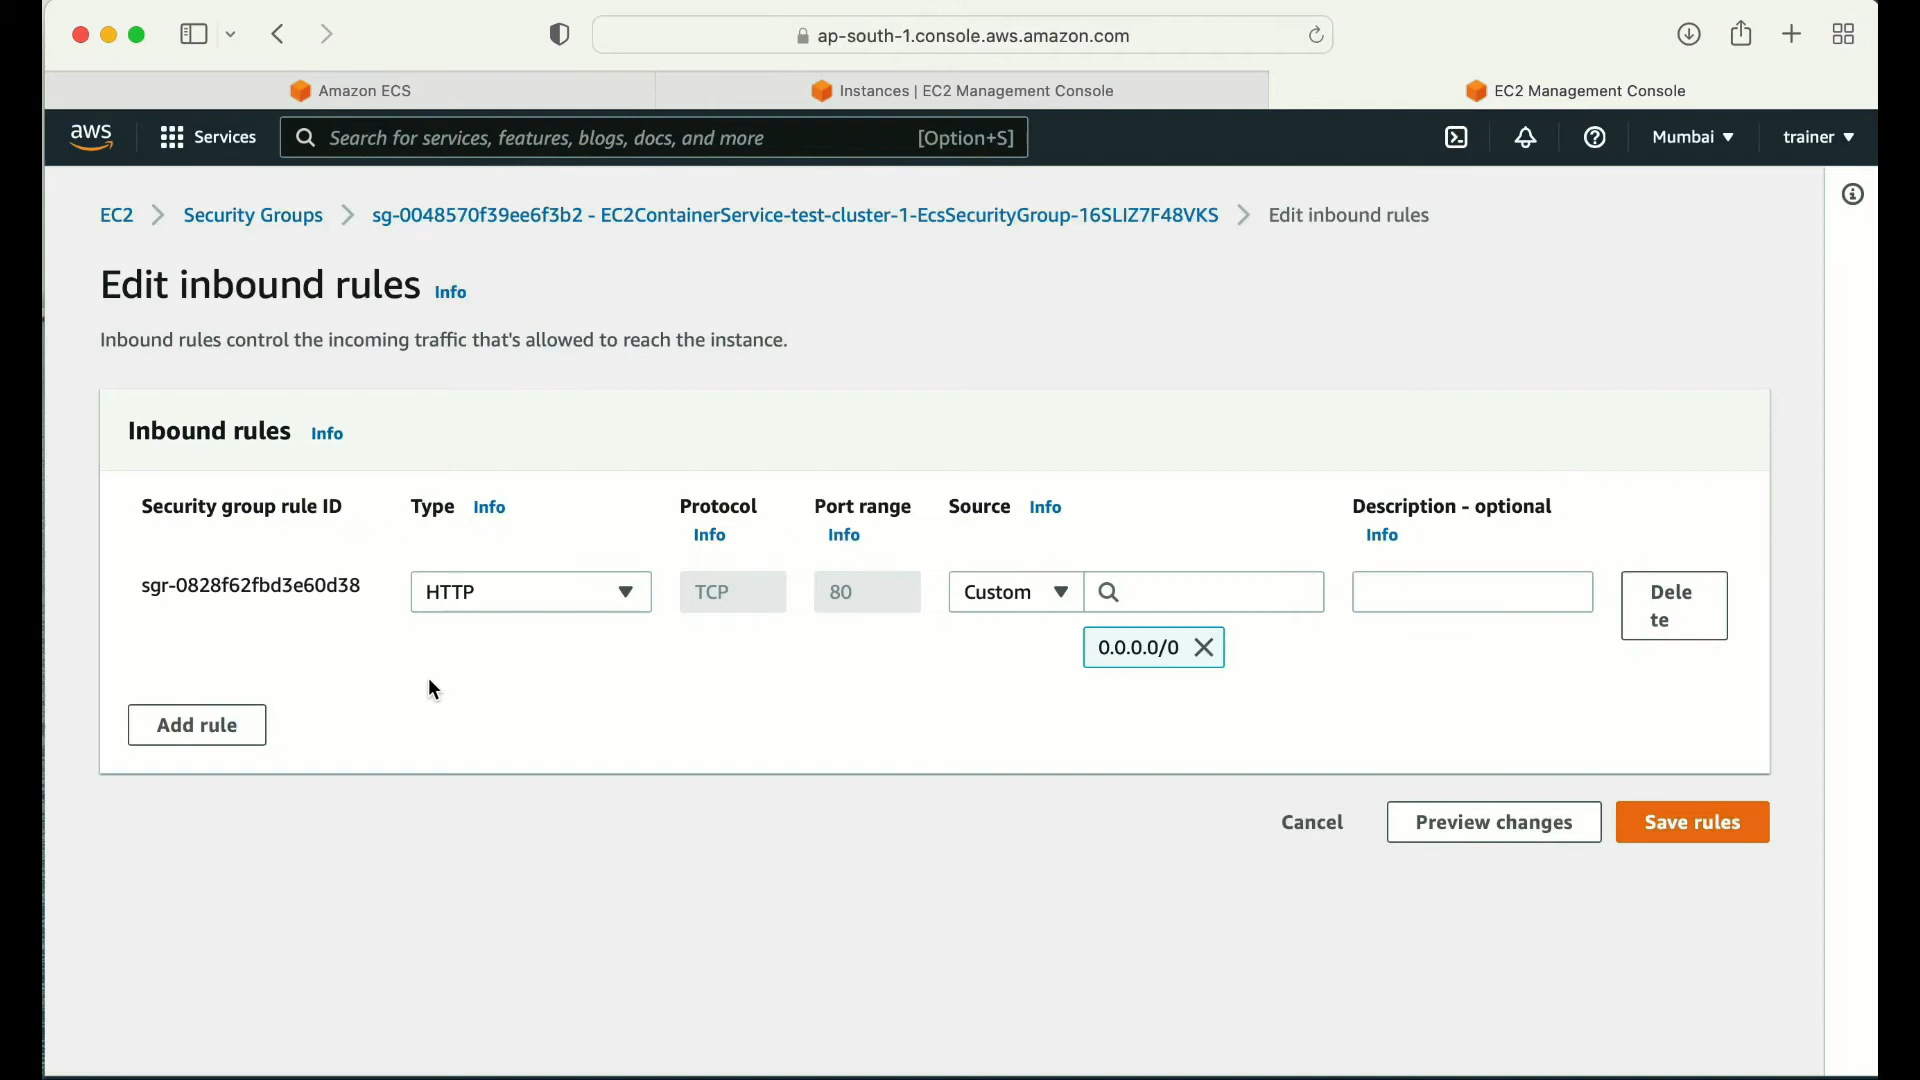 ap-south-1.console.aws.amazon.com
Amazon ECS
Instances | EC2 Management Console
EC2 Management Console
aws
Services
Search for services, features, blogs, docs, and more [Option+S]
Mumbai
trainer
EC2
Security Groups
sg-0048570f39ee6f3b2 - EC2ContainerService-test-cluster-1-EcsSecurityGroup-16SLIZ7F48VKS
Edit inbound rules
Edit inbound rules Info
Inbound rules control the incoming traffic that's allowed to reach the instance.
Inbound rules Info
Security group rule ID
Type Info
Protocol
Info
Port range
Info
Source Info
Description - optional
Info
sgr-0828f62fbd3e60d38
HTTP
TCP
80
Custom
0.0.0.0/0
Dele
te
Add rule
Cancel
Preview changes
Save rules